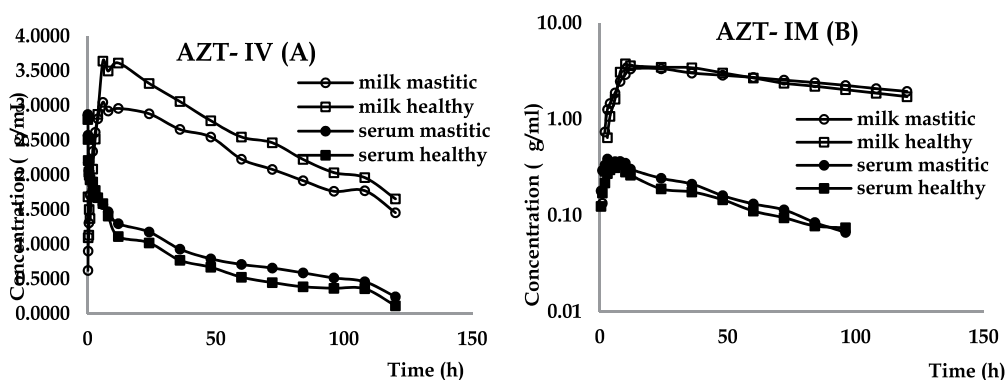 AZT- IV (A)
Concentration ( g/ml)
4.0000
3.5000
3.0000
2.5000
2.0000
1.5000
1.0000
0.5000
0.0000
0
50
100
150
Time (h)
milk mastitic
milk healthy
serum mastitic
serum healthy
AZT- IM (B)
Concentration ( g/ml)
10.00
1.00
0.10
0.01
0
50
100
150
Time (h)
milk mastitic
milk healthy
serum mastitic
serum healthy